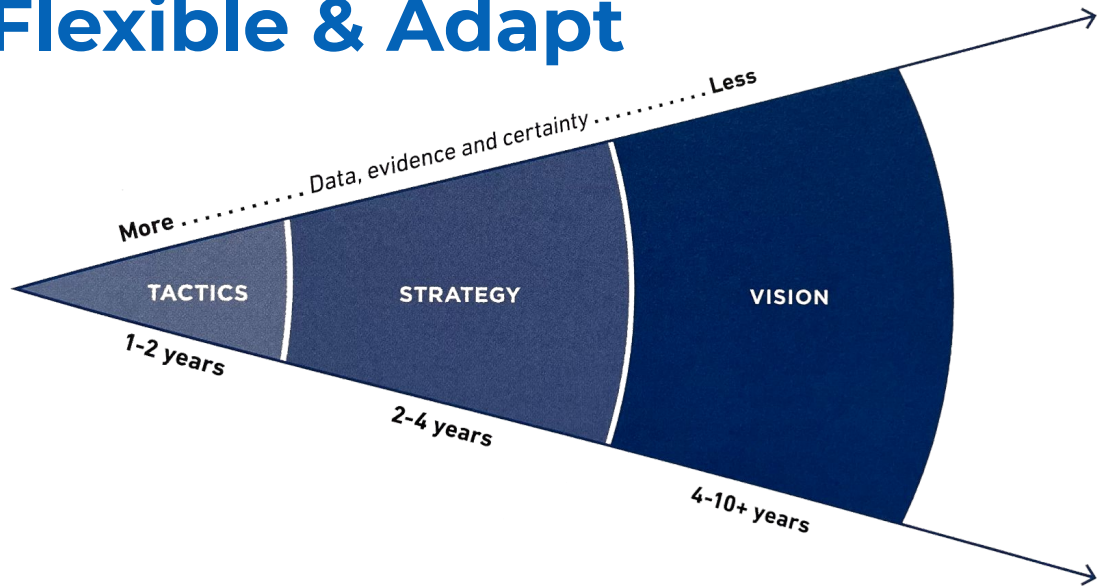 Flexible & Adapt
More ........... Data, evidence and certainty ........... Less
TACTICS
STRATEGY
VISION
1-2 years
2-4 years
4-10+ years